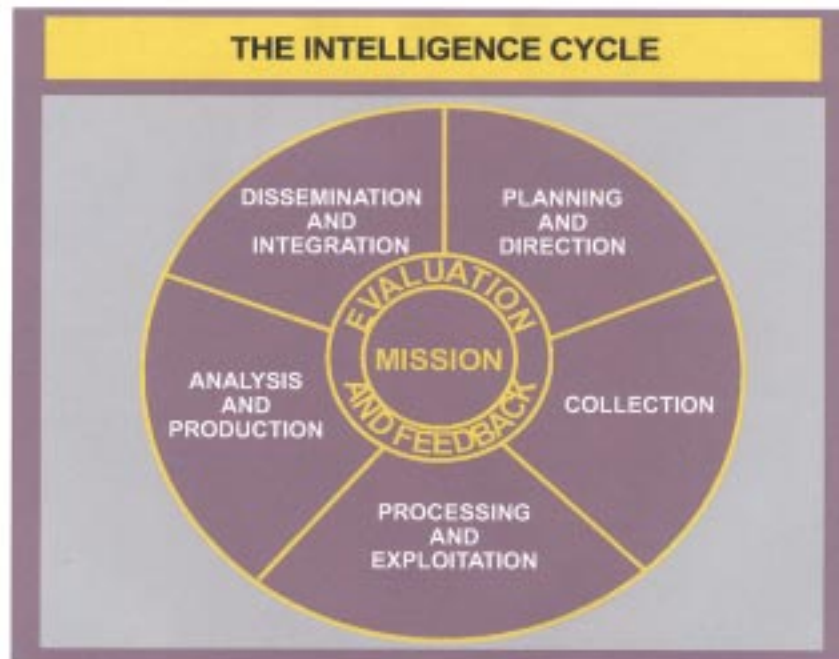 THE INTELLIGENCE CYCLE
PLANNING
AND
DIRECTION
COLLECTION
PROCESSING
AND
EXPLOITATION
ANALYSIS
AND
PRODUCTION
DISSEMINATION
AND
INTEGRATION
EVALUATION
AND FEEDBACK
MISSION